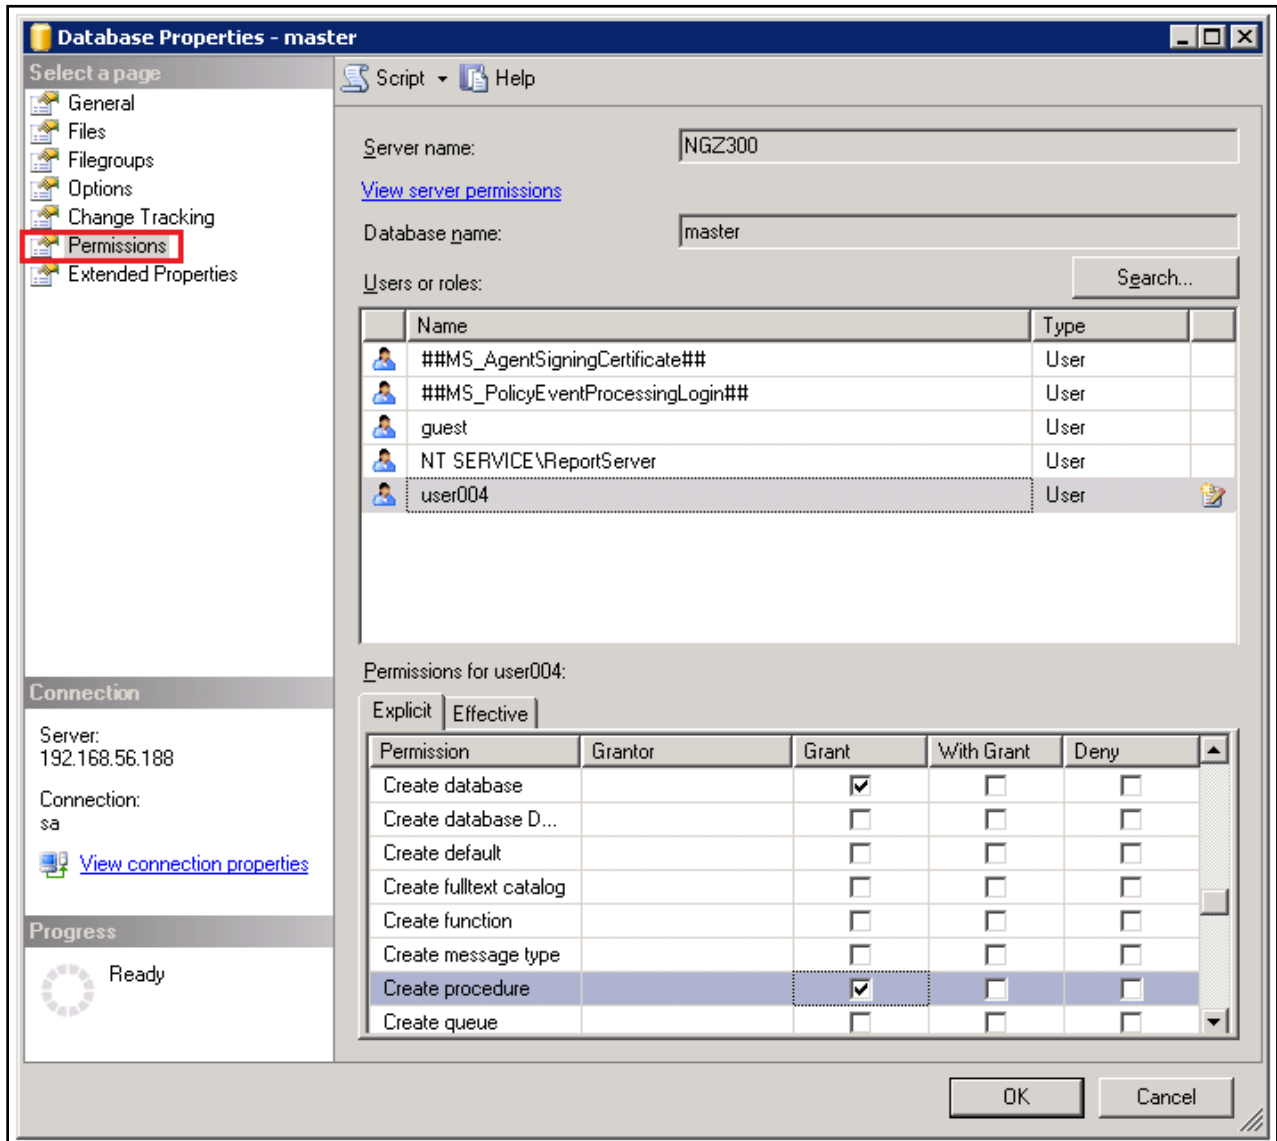 Database Properties - master
Select a page
General
Files
Filegroups
Options
Change Tracking
Permissions
Extended Properties
Script Help
Server name: NGZ300
View server permissions
Database name: master
Users or roles: Search...
Name Type
##MS_AgentSigningCertificate## User
##MS_PolicyEventProcessingLogin## User
guest User
NT SERVICE\ReportServer User
user004 User
Connection
Server:
192.168.56.188
Connection:
sa
View connection properties
Progress
Ready
Permissions for user004:
Explicit Effective
Permission Grantor Grant With Grant Deny
Create database
Create database D...
Create default
Create fulltext catalog
Create function
Create message type
Create procedure
Create queue
OK Cancel